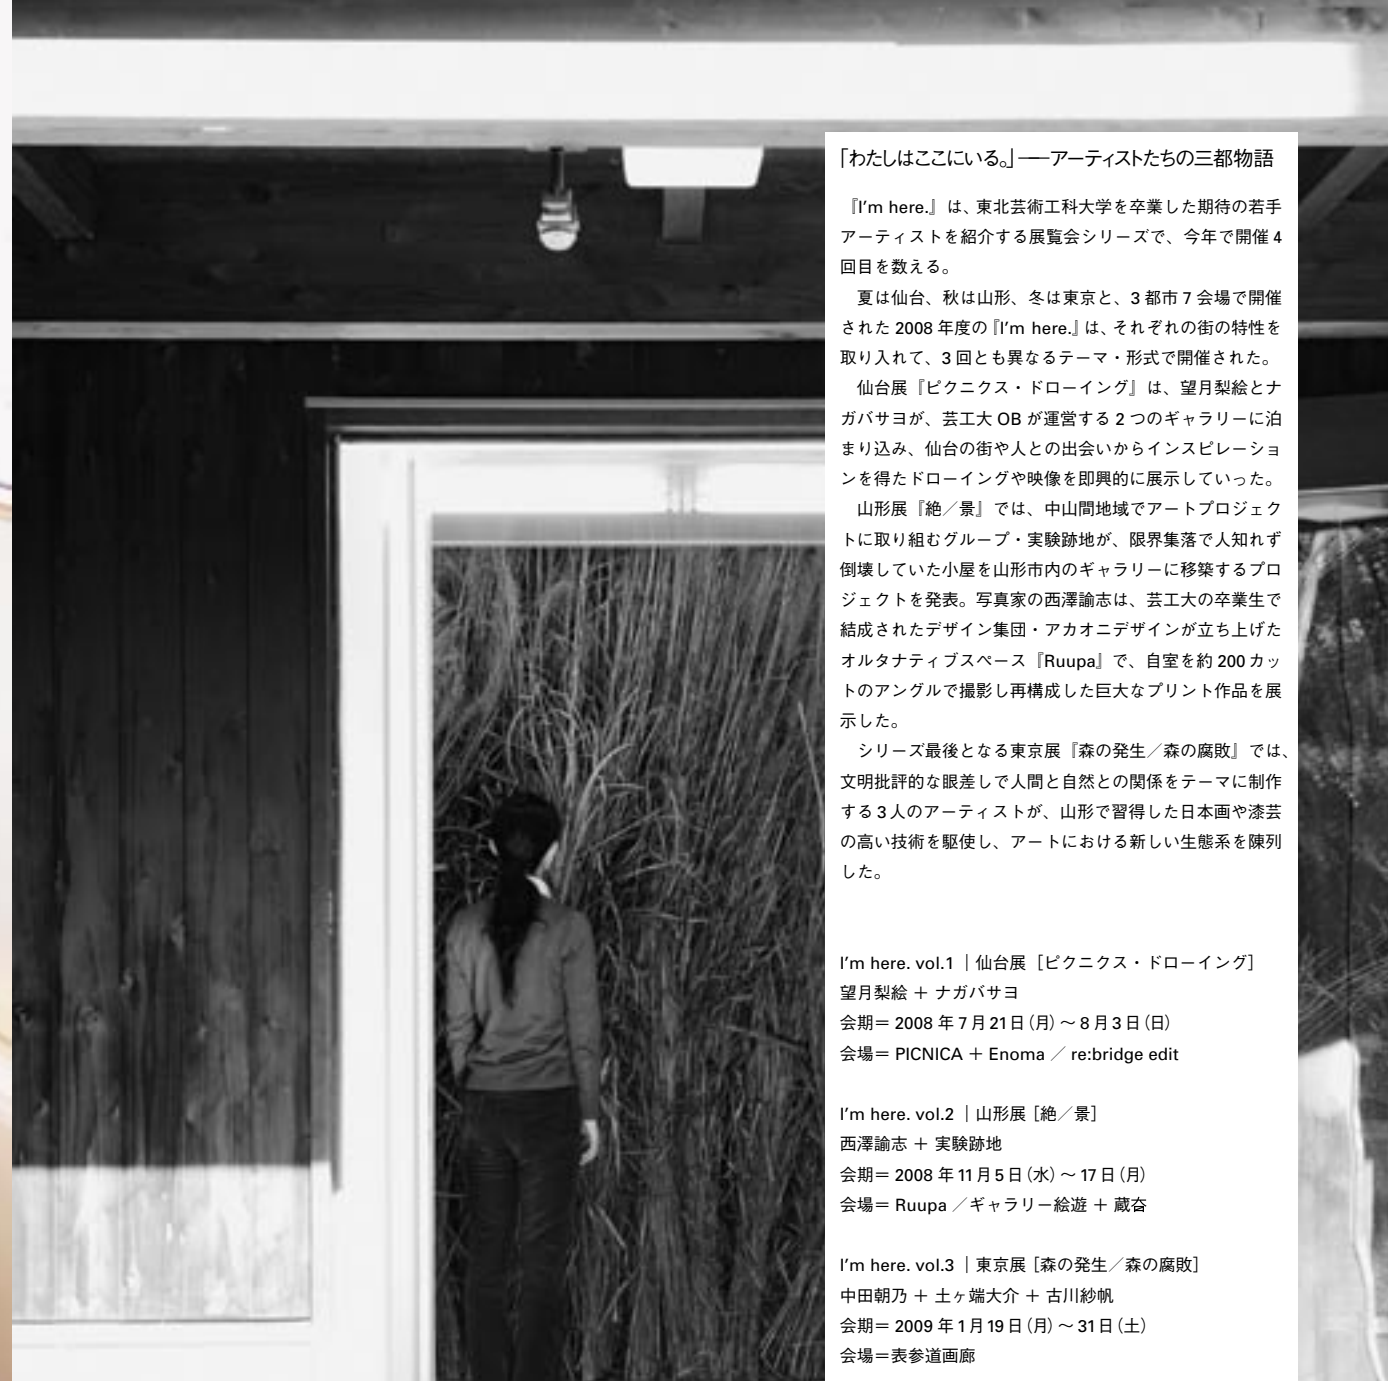 「わたしはここにいる。」――アーティストたちの三都物語
『I’m here.』は、東北芸術工科大学を卒業した期待の若手
アーティストを紹介する展覧会シリーズで、今年で開催 4
回目を数える。
夏は仙台、秋は山形、冬は東京と、3 都市 7 会場で開催
された 2008 年度の『I’m here.』は、それぞれの街の特性を
取り入れて、3 回とも異なるテーマ・形式で開催された。
仙台展『ピクニクス・ドローイング』は、望月梨絵とナ
ガバサヨが、芸工大 OB が運営する 2 つのギャラリーに泊
まり込み、仙台の街や人との出会いからインスピレーショ
ンを得たドローイングや映像を即興的に展示していった。
山形展『絶／景』では、中山間地域でアートプロジェク
トに取り組むグループ・実験跡地が、限界集落で人知れず
倒壊していた小屋を山形市内のギャラリーに移築するプロ
ジェクトを発表。写真家の西澤諭志は、芸工大の卒業生で
結成されたデザイン集団・アカオニデザインが立ち上げた
オルタナティブスペース『Ruupa』で、自室を約 200 カッ
トのアングルで撮影し再構成した巨大なプリント作品を展
示した。
シリーズ最後となる東京展『森の発生／森の腐敗』では、
文明批評的な眼差しで人間と自然との関係をテーマに制作
する 3 人のアーティストが、山形で習得した日本画や漆芸
の高い技術を駆使し、アートにおける新しい生態系を陳列
した。
I’m here. vol.1 ｜仙台展［ピクニクス・ドローイング］
望月梨絵 ＋ ナガバサヨ
会期＝ 2008 年 7 月 21 日（月）～ 8 月 3 日（日）
会場＝ PICNICA ＋ Enoma ／ re:bridge edit
I’m here. vol.2 ｜山形展［絶／景］
西澤諭志 ＋ 実験跡地
会期＝ 2008 年 11 月 5 日（水）～ 17 日（月）
会場＝ Ruupa ／ギャラリー絵遊 ＋ 蔵㚙
I’m here. vol.3 ｜東京展［森の発生／森の腐敗］
中田朝乃 ＋ 土ヶ端大介 ＋ 古川紗帆
会期＝ 2009 年 1 月 19 日（月）～ 31 日（土）
会場＝表参道画廊